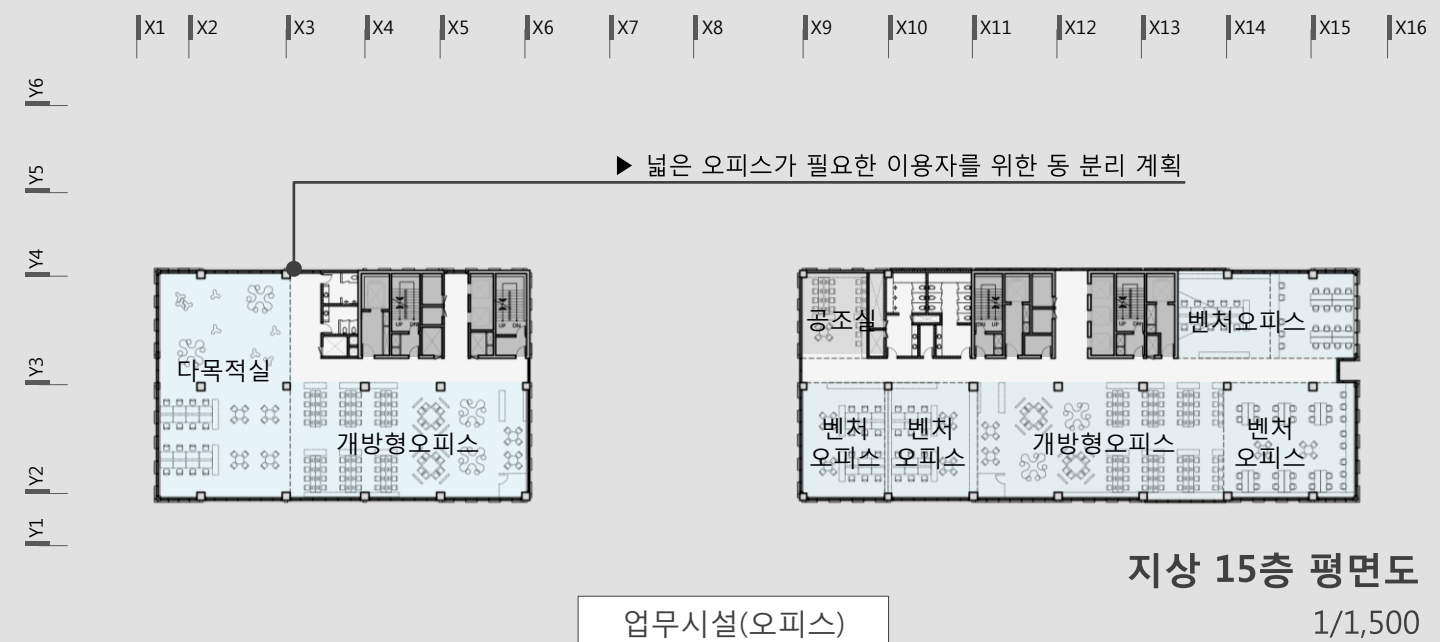 X1 X2 X3 X4 X5 X6 X7 X8 X9 X10 X11 X12 X13 X14 X15 X16
Y6
Y5
▶ 넓은 오피스가 필요한 이용자를 위한 동 분리 계획
Y4
공조실
벤처오피스
Y3
다목적실
개방형오피스
벤처
오피스
벤처
오피스
개방형오피스
벤처
오피스
Y2
Y1
지상 15층 평면도
업무시설(오피스)
1/1,500